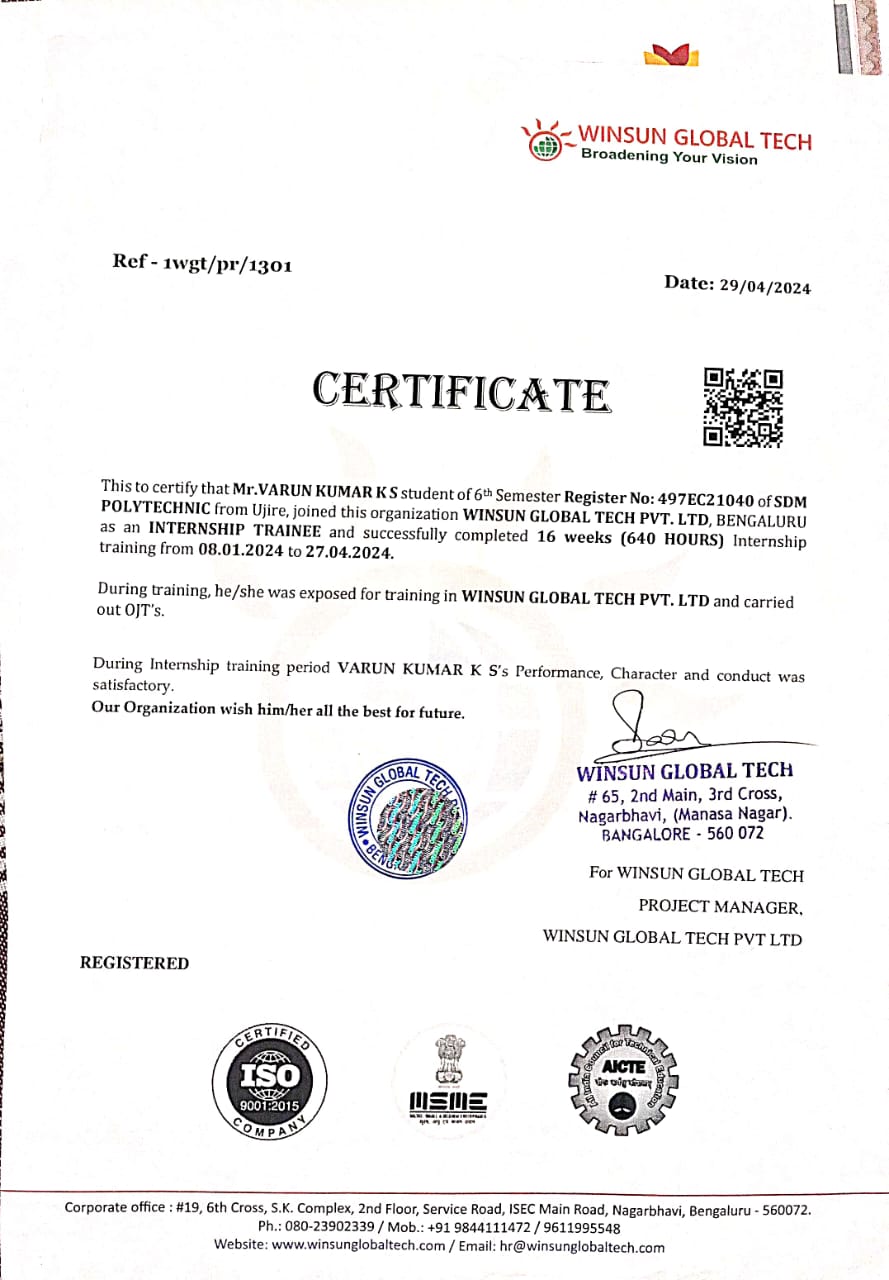 WINSUN GLOBAL TECH
Broadening Your Vision
Ref - 1wgt/pr/1301
Date: 29/04/2024
CERTIFICATE
This to certify that Mr.VARUN KUMAR K S student of 6th Semester Register No: 497EC21040 of SDM
POLYTECHNIC from Ujire, joined this organization WINSUN GLOBAL TECH PVT. LTD, BENGALURU
as an INTERNSHIP TRAINEE and successfully completed 16 weeks (640 HOURS) Internship
training from 08.01.2024 to 27.04.2024.
During training, he/she was exposed for training in WINSUN GLOBAL TECH PVT. LTD and carried
out OJT's.
During Internship training period VARUN KUMAR K S's Performance, Character and conduct was
satisfactory.
Our Organization wish him/her all the best for future.
WINSUN GLOBAL TECH
WINSUN GLOBAL TECH
# 65, 2nd Main, 3rd Cross,
Nagarbhavi, (Manasa Nagar).
BANGALORE - 560 072
For WINSUN GLOBAL TECH
PROJECT MANAGER,
WINSUN GLOBAL TECH PVT LTD
REGISTERED
CERTIFIED
ISO
9001:2015
COMPANY
MSME
All India Council for Technical Education
AICTE
Corporate office : #19, 6th Cross, S.K. Complex, 2nd Floor, Service Road, ISEC Main Road, Nagarbhavi, Bengaluru - 560072.
Ph.: 080-23902339 / Mob.: +91 9844111472 / 9611995548
Website: www.winsunglobaltech.com / Email: hr@winsunglobaltech.com